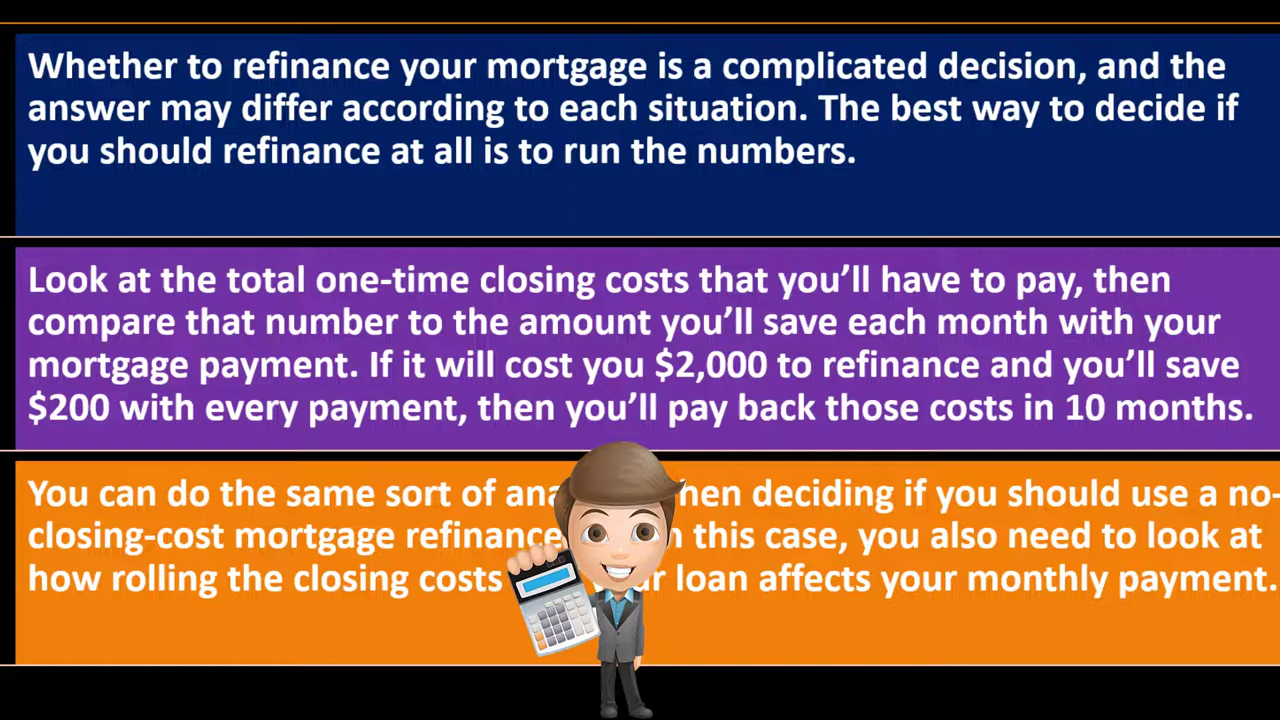 Whether to refinance your mortgage is a complicated decision, and the
answer may differ according to each situation. The best way to decide if
you should refinance at all is to run the numbers.
Look at the total one-time closing costs that you’ll have to pay, then
compare that number to the amount you’ll save each month with your
mortgage payment. If it will cost you $2,000 to refinance and you’ll save
$200 with every payment, then you’ll pay back those costs in 10 months.
You can do the same sort of deciding if you should use a no-
closing-cost mortgage this case, you also need to look at
how rolling the closing costs loan affects your monthly payment.